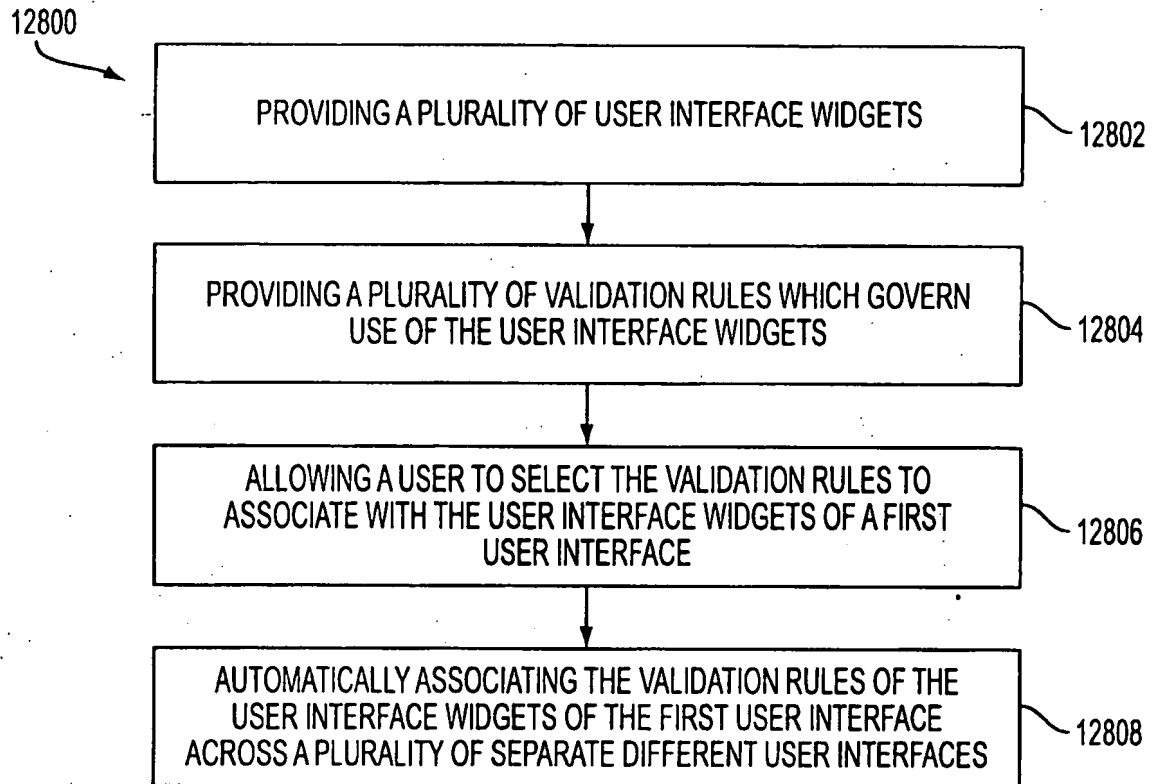 12800
PROVIDING A PLURALITY OF USER INTERFACE WIDGETS
12802
PROVIDING A PLURALITY OF VALIDATION RULES WHICH GOVERN
USE OF THE USER INTERFACE WIDGETS
12804
ALLOWING A USER TO SELECT THE VALIDATION RULES TO
ASSOCIATE WITH THE USER INTERFACE WIDGETS OF A FIRST
USER INTERFACE
12806
AUTOMATICALLY ASSOCIATING THE VALIDATION RULES OF THE
USER INTERFACE WIDGETS OF THE FIRST USER INTERFACE
ACROSS A PLURALITY OF SEPARATE DIFFERENT USER INTERFACES
12808